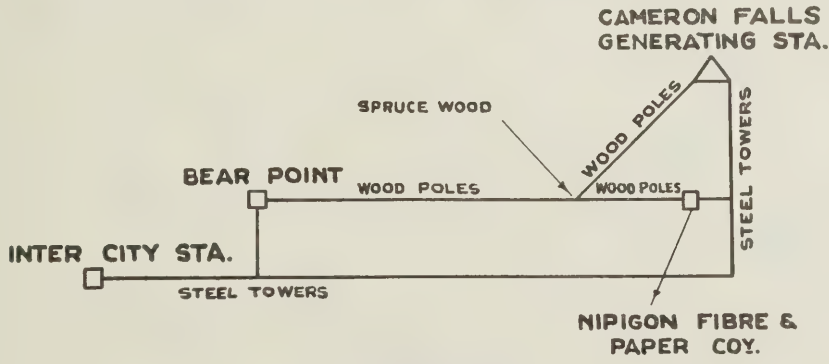 CAMERON FALLS
GENERATING STA.
SPRUCE WOOD
WOOD POLES
STEEL TOWERS
BEAR POINT
WOOD POLES
WOOD POLES
INTER CITY STA.
STEEL TOWERS
NIPIGON FIBRE &
PAPER COY.